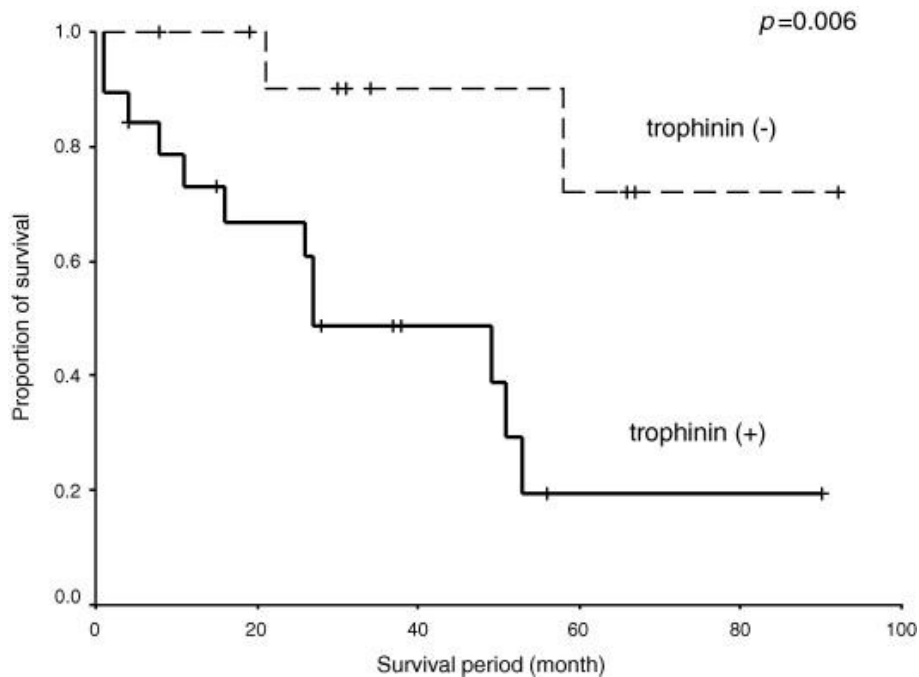 p=0.006
1.0
trophinin (-)
0.8
0.6
Proportion of survival
0.4
trophinin (+)
0.2
0.0
0 20 40 60 80 100
Survival period (month)